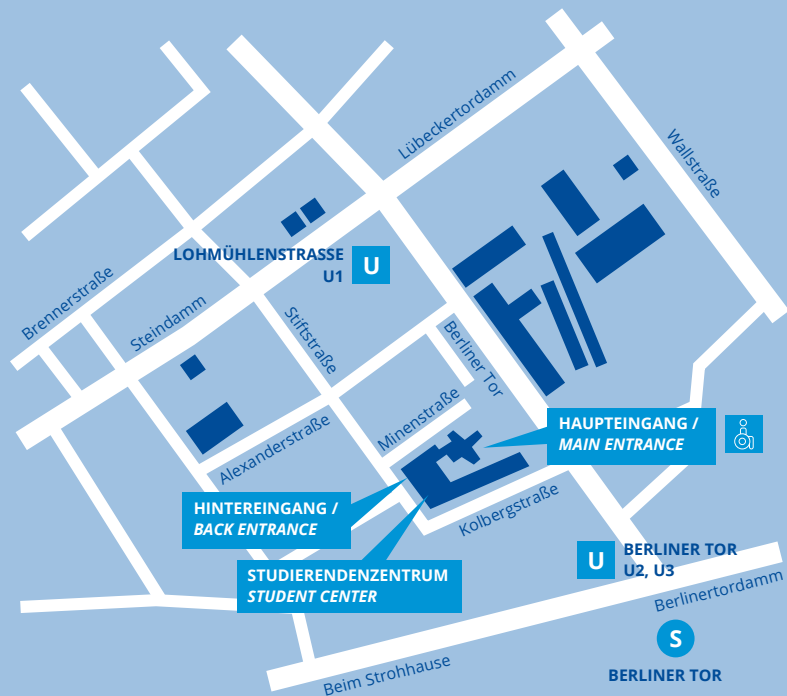 Lübeckertordamm
Wallstraße
LOHMÜHLENSTRASSE
U1
U
Brennerstraße
Steindamm
Stiftstraße
Berliner Tor
Minenstraße
Alexanderstraße
HAUPTEINGANG /
MAIN ENTRANCE
HINTEREINGANG /
BACK ENTRANCE
Kolbergstraße
STUDIERENDENZENTRUM
STUDENT CENTER
U
BERLINER TOR
U2, U3
Berlinertordamm
S
BERLINER TOR
Beim Strohhause